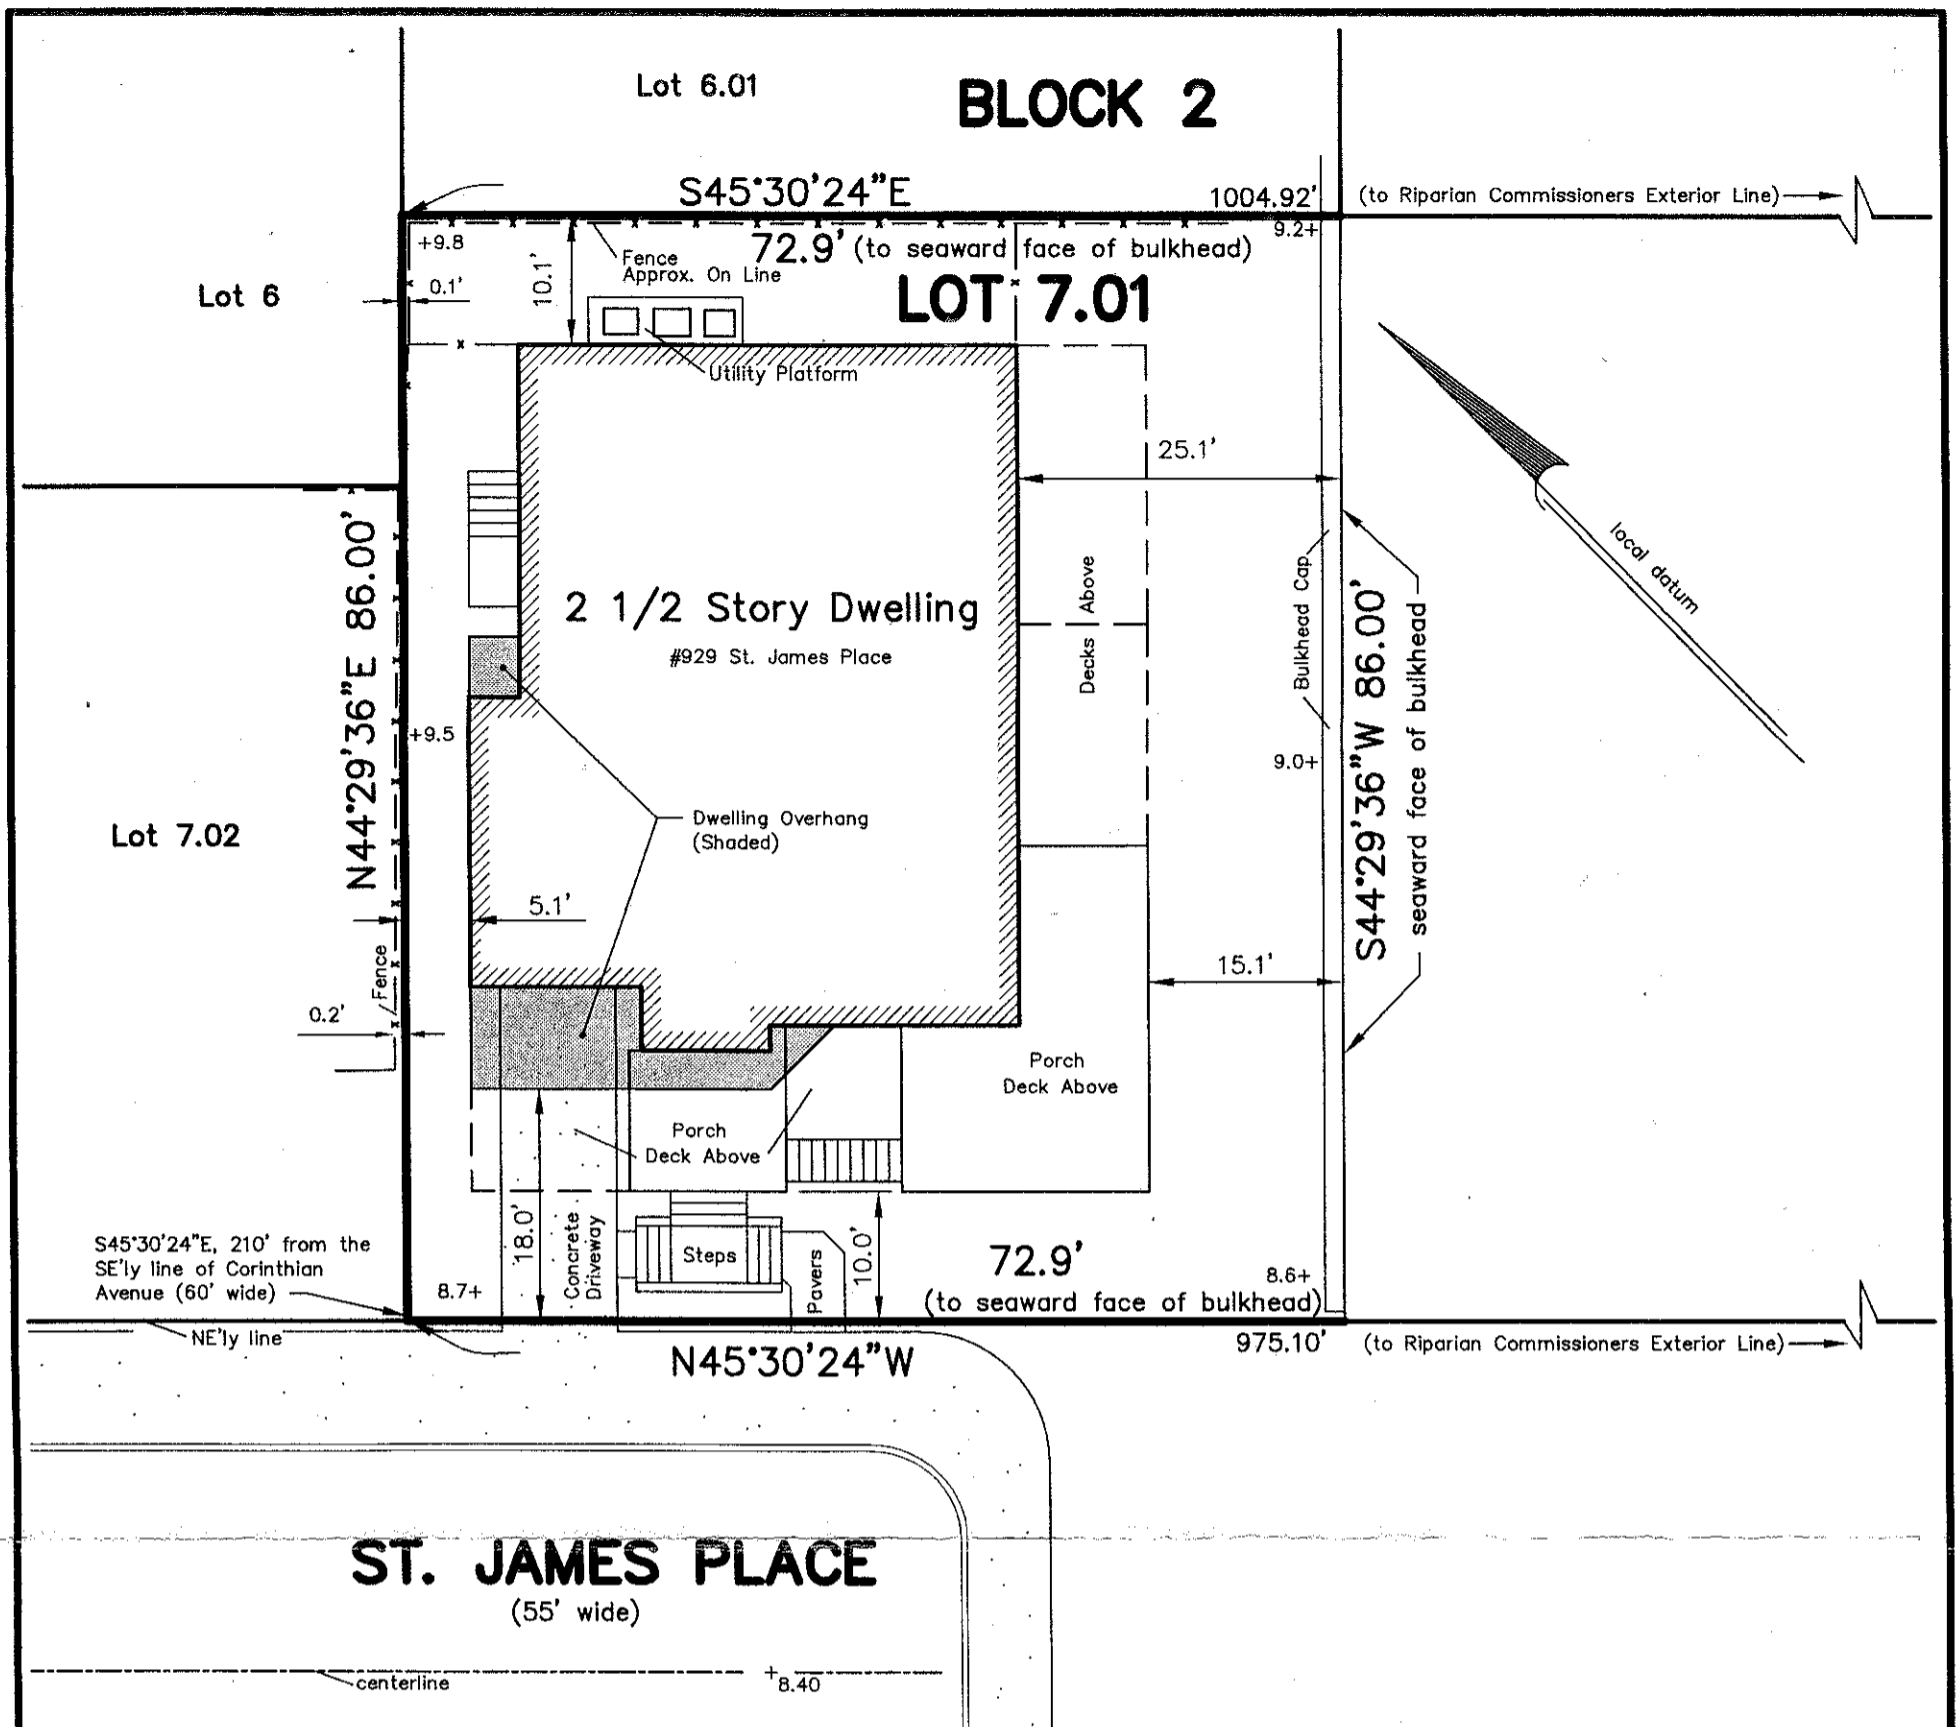 Lot 6.01
BLOCK 2
S45°30'24"E
1004.92'
(to Riparian Commissioners Exterior Line)
+9.8
9.2+
72.9' (to seaward face of bulkhead)
Fence
Approx. On Line
10.1'
0.1'
Lot 6
LOT 7.01
Utility Platform
25.1'
local datum
N44°29'36"E 86.00'
2 1/2 Story Dwelling
#929 St. James Place
Decks Above
Bulkhead Cap
S44°29'36"W 86.00'
seaward face of bulkhead
+9.5
9.0+
Lot 7.02
Dwelling Overhang
(Shaded)
5.1'
Fence
15.1'
0.2'
Porch
Deck Above
Porch
Deck Above
18.0'
Concrete
Driveway
Steps
Pavers
10.0'
S45°30'24"E, 210' from the
SE'ly line of Corinthian
Avenue (60' wide)
8.7+
72.9'
8.6+
(to seaward face of bulkhead)
NE'ly line
N45°30'24"W
975.10'
(to Riparian Commissioners Exterior Line)
ST. JAMES PLACE
(55' wide)
centerline
+8.40